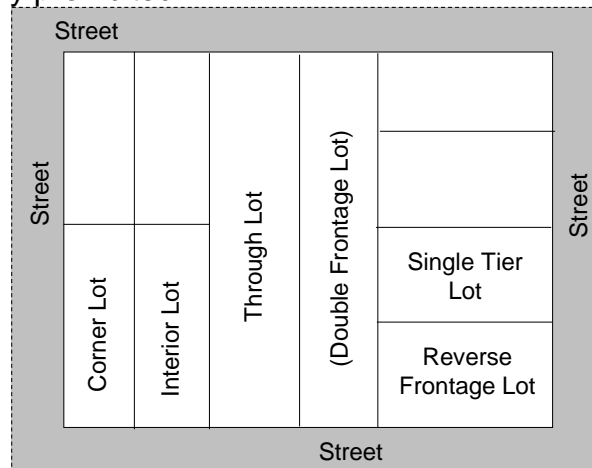 Street
Street
Corner Lot
Interior Lot
Through Lot
(Double Frontage Lot)
Single Tier
Lot
Reverse
Frontage Lot
Street
Street